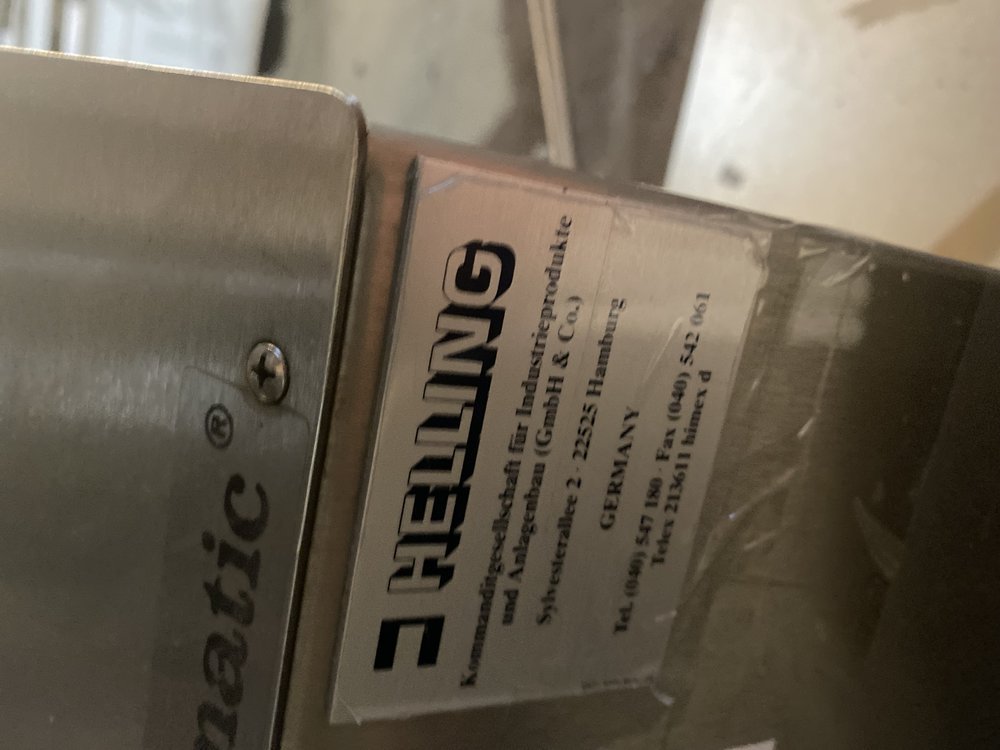 HELLING
Kommanditgesellschaft für Industrieprodukte
und Anlagenbau (GmbH & Co.)
Sylvesterallee 2 · 22525 Hamburg
GERMANY
Tel. (040) 547 180 · Fax (040) 542 061
Telex 213611 himex d
matic®